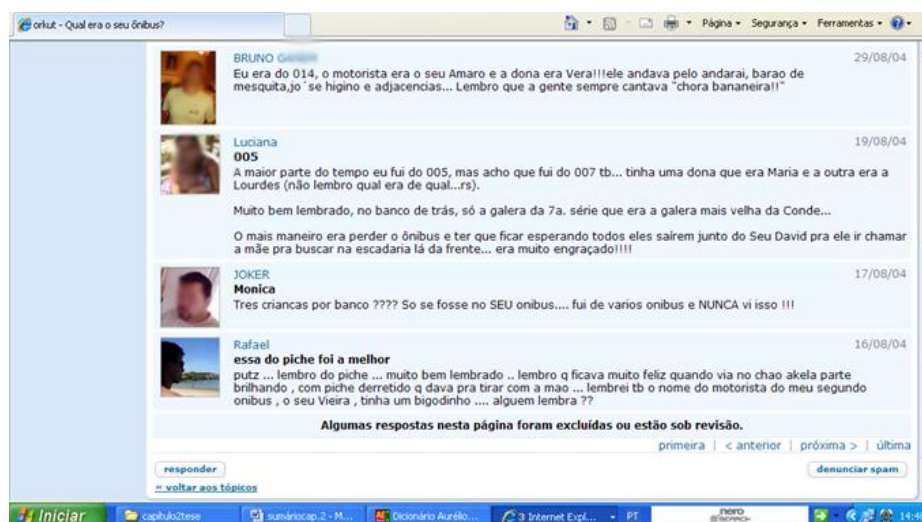 orkut - Qual era o seu ônibus?
Página Segurança Ferramentas
BRUNO
29/08/04
Eu era do 014, o motorista era o seu Amaro e a dona era Vera!!!ele andava pelo andarai, barao de
mesquita,jo´se higino e adjacencias... Lembro que a gente sempre cantava "chora bananeira!!"
Luciana
19/08/04
005
A maior parte do tempo eu fui do 005, mas acho que fui do 007 tb... tinha uma dona que era Maria e a outra era a
Lourdes (não lembro qual era de qual...rs).
Muito bem lembrado, no banco de trás, só a galera da 7a. série que era a galera mais velha da Conde...
O mais maneiro era perder o ônibus e ter que ficar esperando todos eles saírem junto do Seu David pra ele ir chamar
a mãe pra buscar na escadaria lá da frente... era muito engraçado!!!!
JOKER
17/08/04
Monica
Tres criancas por banco ???? So se fosse no SEU onibus.... fui de varios onibus e NUNCA vi isso !!!
Rafael
16/08/04
essa do piche foi a melhor
putz ... lembro do piche ... muito bem lembrado .. lembro q ficava muito feliz quando via no chao akela parte
brilhando , com piche derretido q dava pra tirar com a mao ... lembrei tb o nome do motorista do meu segundo
onibus , o seu Vieira , tinha um bigodinho .... alguem lembra ??
Algumas respostas nesta página foram excluídas ou estão sob revisão.
primeira | < anterior | próxima > | última
responder
denunciar spam
« voltar aos tópicos
Iniciar
capitulo2tese
sumáriocap.2 - M...
Dicionário Aurélio...
3 Internet Expl...
PT
nero
SEARCH